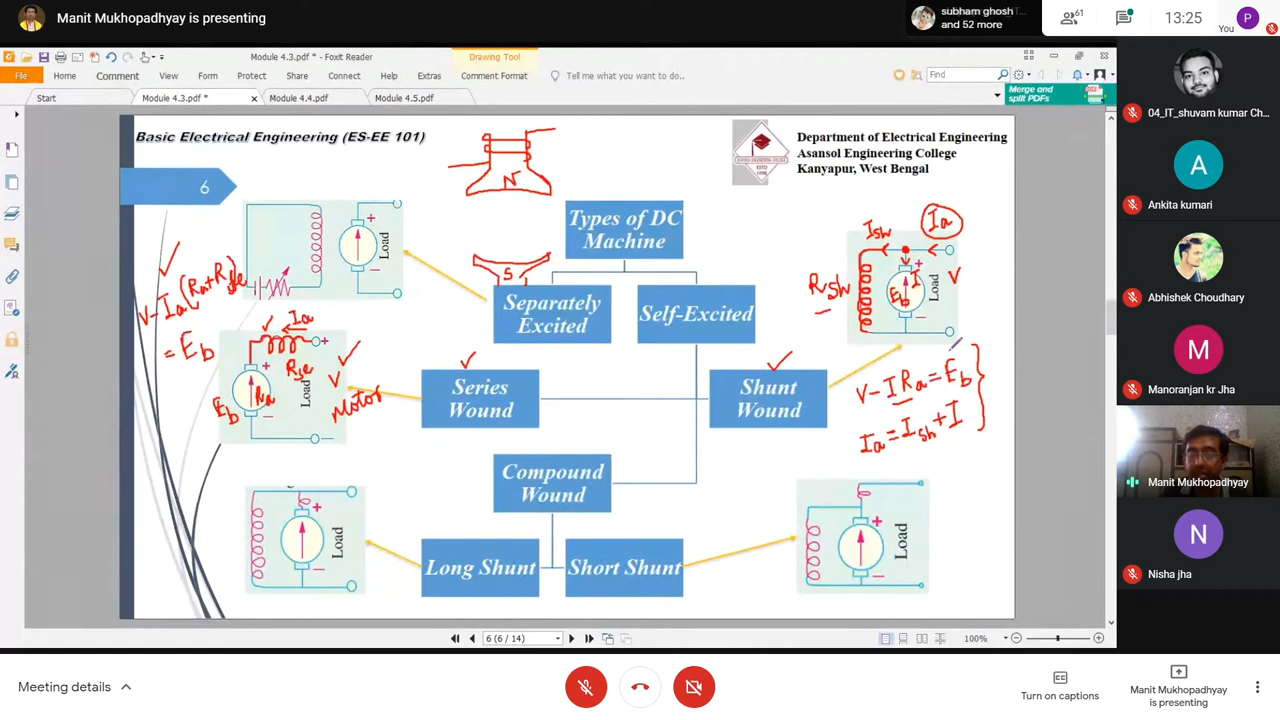 Manit Mukhopadhyay is presenting
subham ghosh
and 52 more
61
13:25
You
P
Module 4.3.pdf * - Foxit Reader
Drawing Tool
File
Home
Comment
View
Form
Protect
Share
Connect
Help
Extras
Comment Format
Tell me what you want to do..
Find
Start
Module 4.3.pdf *
Module 4.4.pdf
Module 4.5.pdf
Merge and
split PDFs
Basic Electrical Engineering (ES-EE 101)
Department of Electrical Engineering
Asansol Engineering College
Kanyapur, West Bengal
6
N
S
Types of DC
Machine
Separately
Excited
Self-Excited
Series
Wound
Shunt
Wound
Compound
Wound
Long Shunt
Short Shunt
+
Load
−
V-Ia(Ra+Rse
= Eb
Ia
+
Rse
V
Load
Motor
Eb
Ra
−
Ish
Ia
+
Rsh
Eb
I
Load
V
−
V-IRa=Eb
Ia=Ish+I
+
Load
−
+
Load
−
6 (6 / 14)
100%
04_IT_shuvam kumar Ch...
A
Ankita kumari
Abhishek Choudhary
M
Manoranjan kr Jha
Manit Mukhopadhyay
N
Nisha jha
Meeting details
Turn on captions
Manit Mukhopadhyay
is presenting